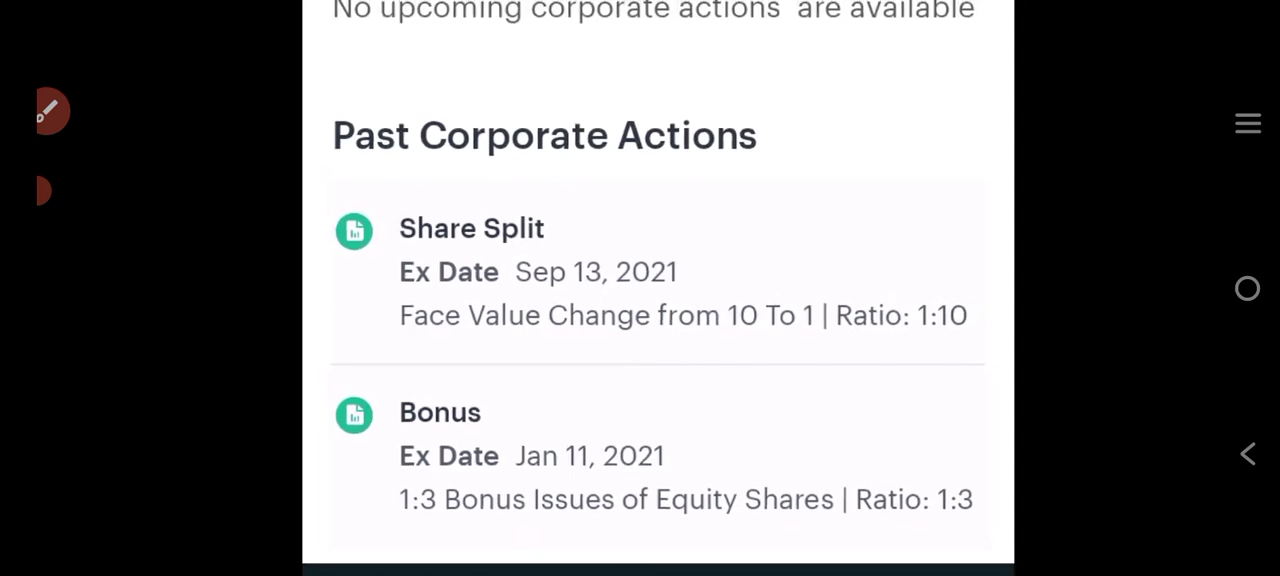 No upcoming corporate actions are available
Past Corporate Actions
Share Split
Ex Date Sep 13, 2021
Face Value Change from 10 To 1 | Ratio: 1:10
Bonus
Ex Date Jan 11, 2021
1:3 Bonus Issues of Equity Shares | Ratio: 1:3